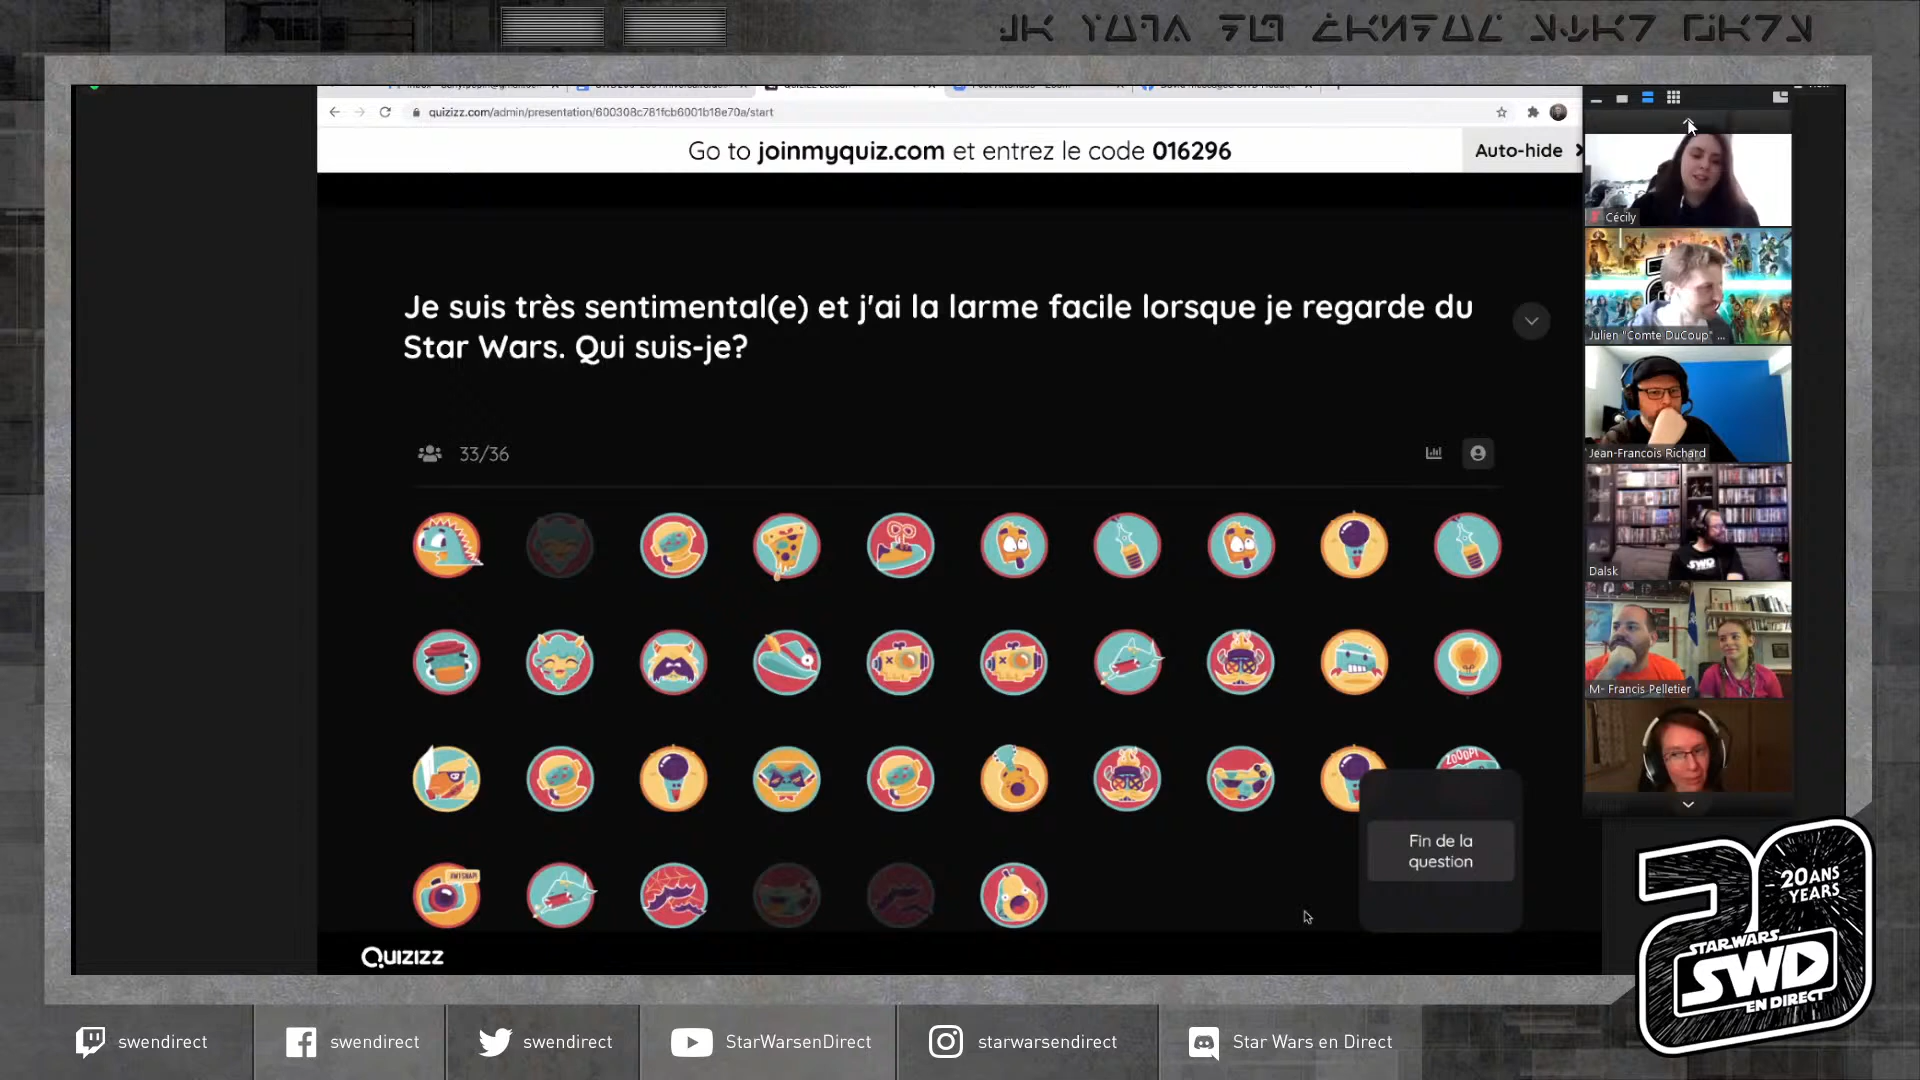 quizizz.com/admin/presentation/600308c781fcb6001b18e70a/start
Go to joinmyquiz.com et entrez le code 016296
Auto-hide
Je suis très sentimental(e) et j'ai la larme facile lorsque je regarde du
Star Wars. Qui suis-je?
33/36
ZOOOP!
Fin de la
question
Quizizz
Cécily
Julien "Comte DuCoup" ...
Jean-Francois Richard
Dalsk
SWD
M- Francis Pelletier
20 ANS
YEARS
STAR WARS
SWD
EN DIRECT
swendirect
swendirect
swendirect
StarWarsenDirect
starwarsendirect
Star Wars en Direct